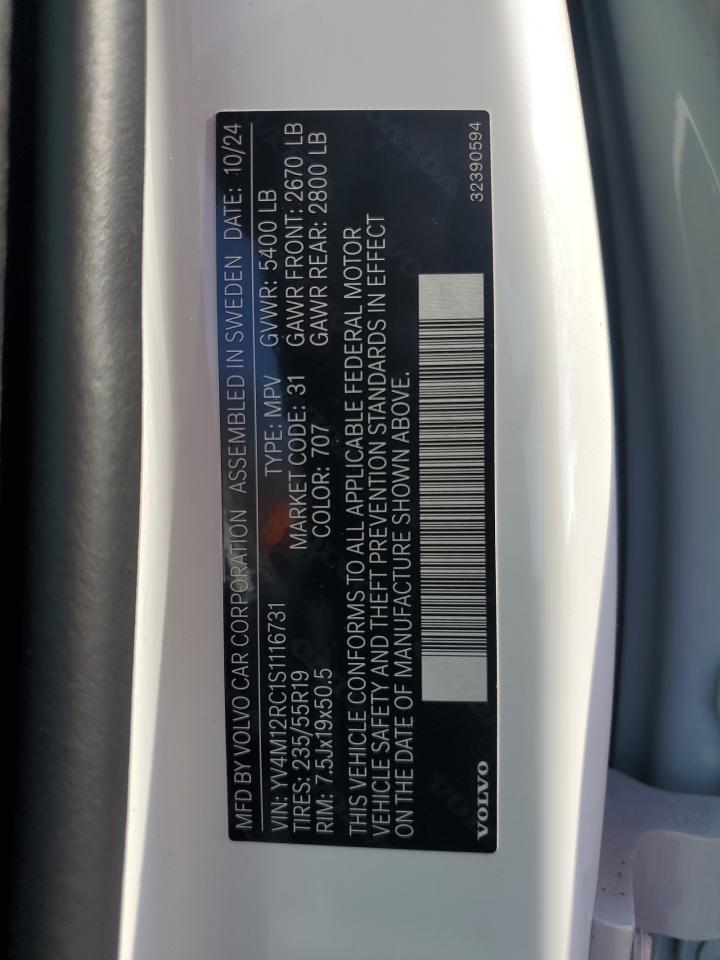 MFD BY VOLVO CAR CORPORATION ASSEMBLED IN SWEDEN DATE: 10/24
VIN: YV4M12RC1S1116731 TYPE: MPV GVWR: 5400 LB
TIRES: 235/55R19 MARKET CODE: 31 GAWR FRONT: 2670 LB
RIM: 7.5Jx19x50.5 COLOR: 707 GAWR REAR: 2800 LB
THIS VEHICLE CONFORMS TO ALL APPLICABLE FEDERAL MOTOR
VEHICLE SAFETY AND THEFT PREVENTION STANDARDS IN EFFECT
ON THE DATE OF MANUFACTURE SHOWN ABOVE.
VOLVO 32390594